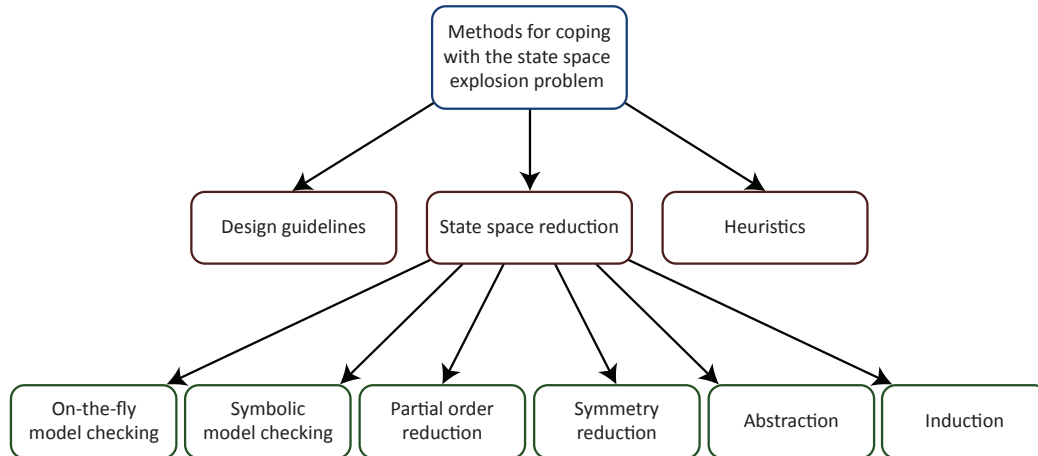 Methods for coping
with the state space
explosion problem
Design guidelines
State space reduction
Heuristics
On-the-fly
model checking
Symbolic
model checking
Partial order
reduction
Symmetry
reduction
Abstraction
Induction